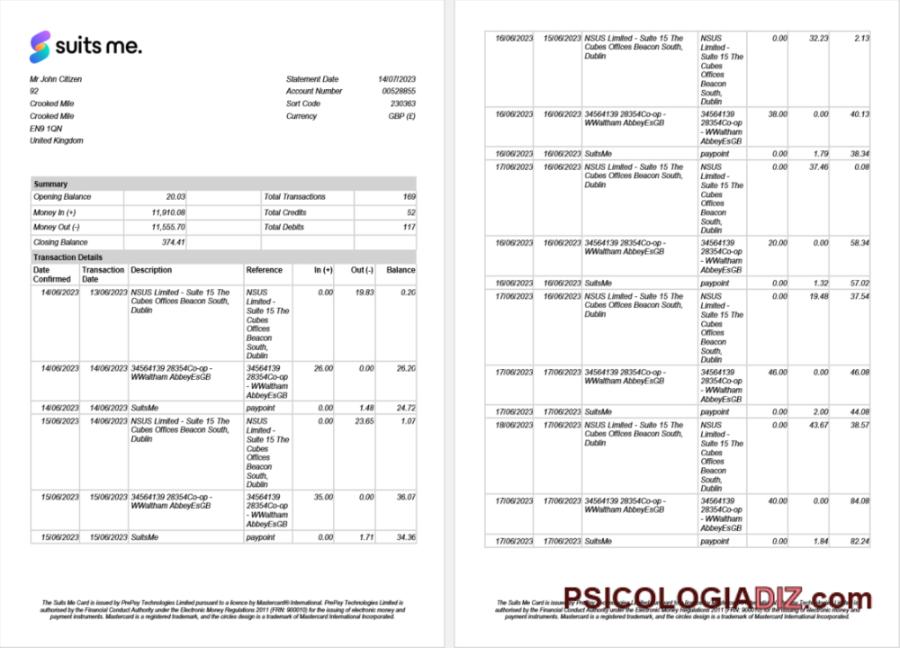 suits me.
Mr John Citizen
92
Crooked Mile
Crooked Mile
EN9 1QN
United Kingdom
Statement Date 14/07/2023
Account Number 00528855
Sort Code 230363
Currency GBP (£)
Summary
Opening Balance 20.03 Total Transactions 169
Money In (+) 11,910.08 Total Credits 52
Money Out (-) 11,555.70 Total Debits 117
Closing Balance 374.41
Transaction Details
Date Transaction Description Reference In (+) Out (-) Balance
Confirmed Date
14/06/2023 13/06/2023 NSUS Limited - Suite 15 The NSUS 0.00 19.83 0.20
Cubes Offices Beacon South, Limited -
Dublin Suite 15 The
Cubes
Offices
Beacon
South,
Dublin
14/06/2023 14/06/2023 34564139 28354Co-op - 34564139 26.00 0.00 26.20
WWaltham AbbeyEsGB 28354Co-op
- WWaltham
AbbeyEsGB
14/06/2023 14/06/2023 SuitsMe paypoint 0.00 1.48 24.72
15/06/2023 14/06/2023 NSUS Limited - Suite 15 The NSUS 0.00 23.65 1.07
Cubes Offices Beacon South, Limited -
Dublin Suite 15 The
Cubes
Offices
Beacon
South,
Dublin
15/06/2023 15/06/2023 34564139 28354Co-op - 34564139 35.00 0.00 36.07
WWaltham AbbeyEsGB 28354Co-op
- WWaltham
AbbeyEsGB
15/06/2023 15/06/2023 SuitsMe paypoint 0.00 1.71 34.36
The Suits Me Card is issued by PrePay Technologies Limited pursuant to a licence by Mastercard® International. PrePay Technologies Limited is
authorised by the Financial Conduct Authority under the Electronic Money Regulations 2011 (FRN: 900010) for the issuing of electronic money and
payment instruments. Mastercard is a registered trademark, and the circles design is a trademark of Mastercard International Incorporated.
16/06/2023 15/06/2023 NSUS Limited - Suite 15 The NSUS 0.00 32.23 2.13
Cubes Offices Beacon South, Limited -
Dublin Suite 15 The
Cubes
Offices
Beacon
South,
Dublin
16/06/2023 16/06/2023 34564139 28354Co-op - 34564139 38.00 0.00 40.13
WWaltham AbbeyEsGB 28354Co-op
- WWaltham
AbbeyEsGB
16/06/2023 16/06/2023 SuitsMe paypoint 0.00 1.79 38.34
17/06/2023 16/06/2023 NSUS Limited - Suite 15 The NSUS 0.00 37.46 0.08
Cubes Offices Beacon South, Limited -
Dublin Suite 15 The
Cubes
Offices
Beacon
South,
Dublin
16/06/2023 16/06/2023 34564139 28354Co-op - 34564139 20.00 0.00 58.34
WWaltham AbbeyEsGB 28354Co-op
- WWaltham
AbbeyEsGB
16/06/2023 16/06/2023 SuitsMe paypoint 0.00 1.32 57.02
17/06/2023 16/06/2023 NSUS Limited - Suite 15 The NSUS 0.00 19.48 37.54
Cubes Offices Beacon South, Limited -
Dublin Suite 15 The
Cubes
Offices
Beacon
South,
Dublin
17/06/2023 17/06/2023 34564139 28354Co-op - 34564139 46.00 0.00 46.08
WWaltham AbbeyEsGB 28354Co-op
- WWaltham
AbbeyEsGB
17/06/2023 17/06/2023 SuitsMe paypoint 0.00 2.00 44.08
18/06/2023 17/06/2023 NSUS Limited - Suite 15 The NSUS 0.00 43.67 38.57
Cubes Offices Beacon South, Limited -
Dublin Suite 15 The
Cubes
Offices
Beacon
South,
Dublin
17/06/2023 17/06/2023 34564139 28354Co-op - 34564139 40.00 0.00 84.08
WWaltham AbbeyEsGB 28354Co-op
- WWaltham
AbbeyEsGB
17/06/2023 17/06/2023 SuitsMe paypoint 0.00 1.84 82.24
PSICOLOGIADIZ.com
The Suits Me Card is issued by PrePay Technologies Limited is
authorised by the Financial Conduct Authority under the Electronic Money Regulations 2011 (FRN: 900010) for the issuing of electronic money and
payment instruments. Mastercard is a registered trademark, and the circles design is a trademark of Mastercard International Incorporated.